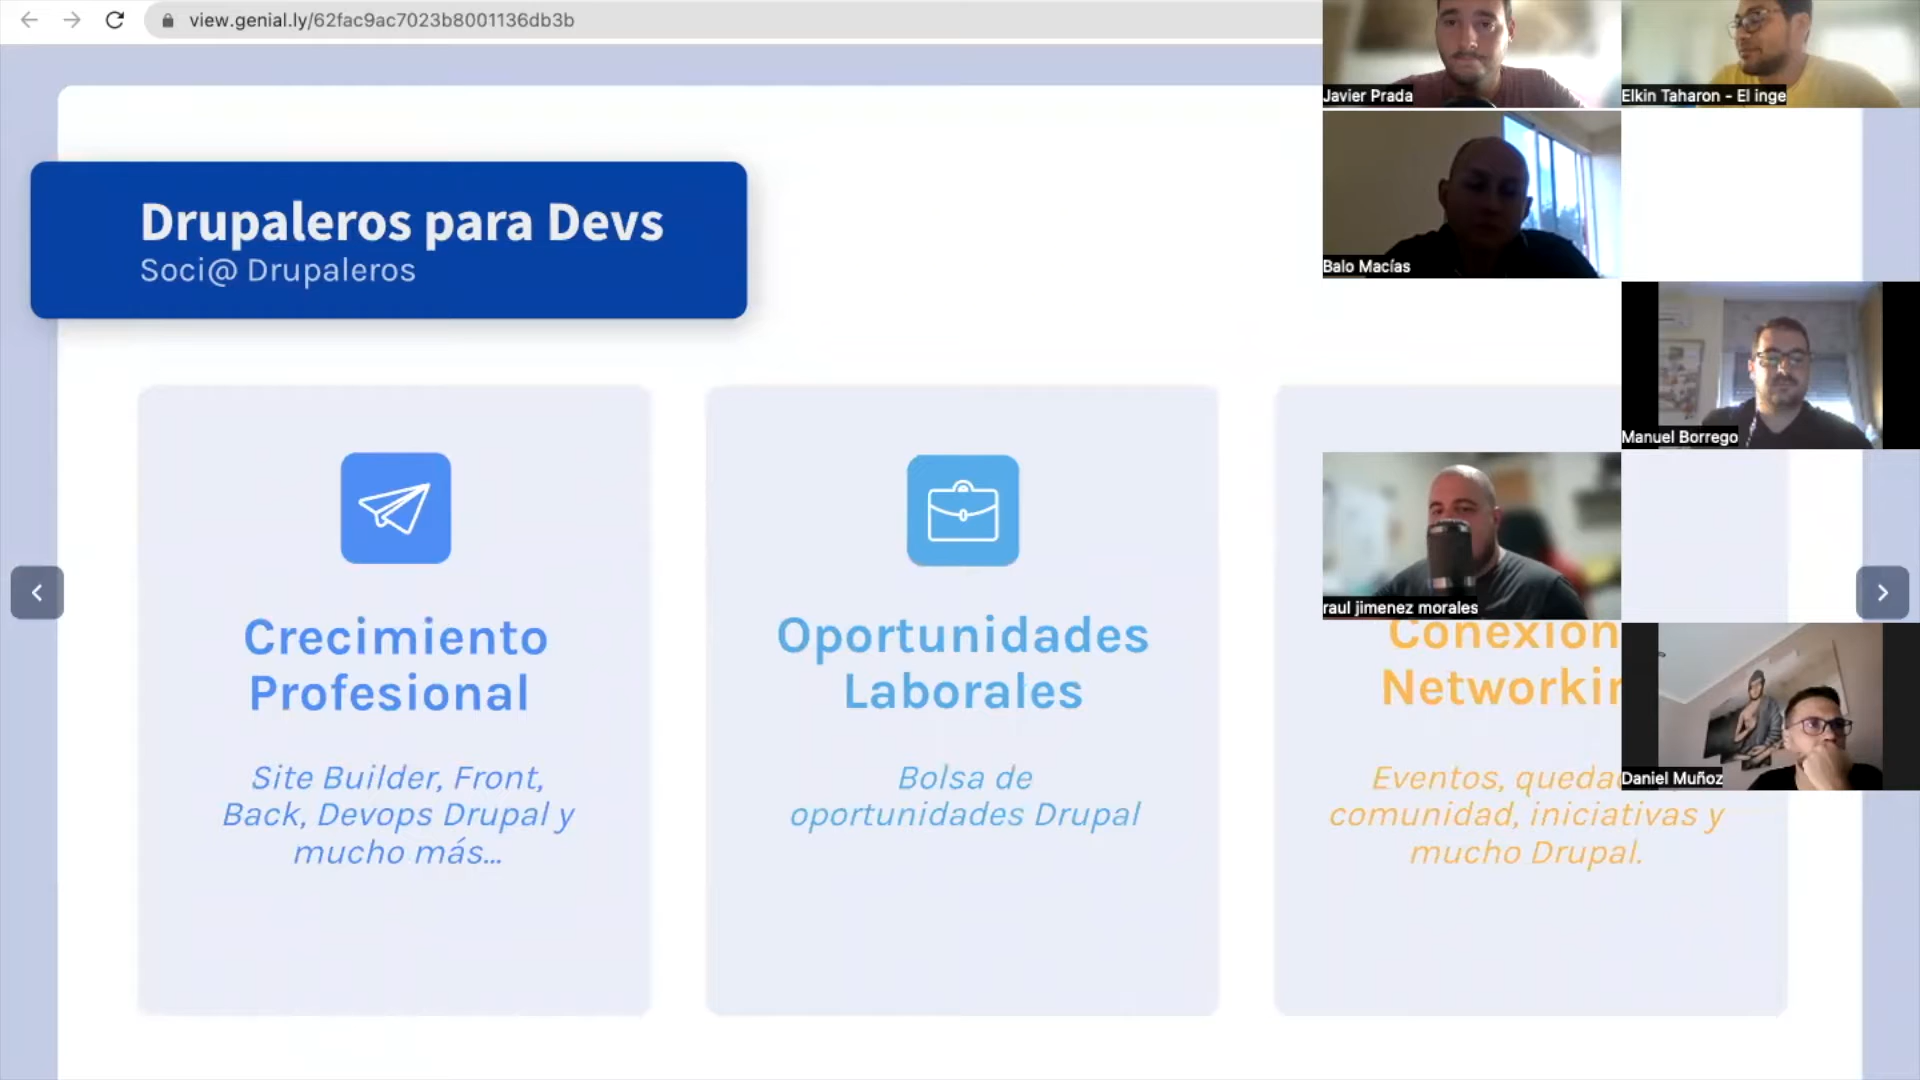 view.genial.ly/62fac9ac7023b8001136db3b
Javier Prada
Elkin Taharon - El inge
Drupaleros para Devs
Soci@ Drupaleros
Balo Macías
Manuel Borrego
raul jimenez morales
Daniel Muñoz
Crecimiento
Profesional
Site Builder, Front,
Back, Devops Drupal y
mucho más...
Oportunidades
Laborales
Bolsa de
oportunidades Drupal
Eventos,
comunidad, iniciativas y
mucho Drupal.